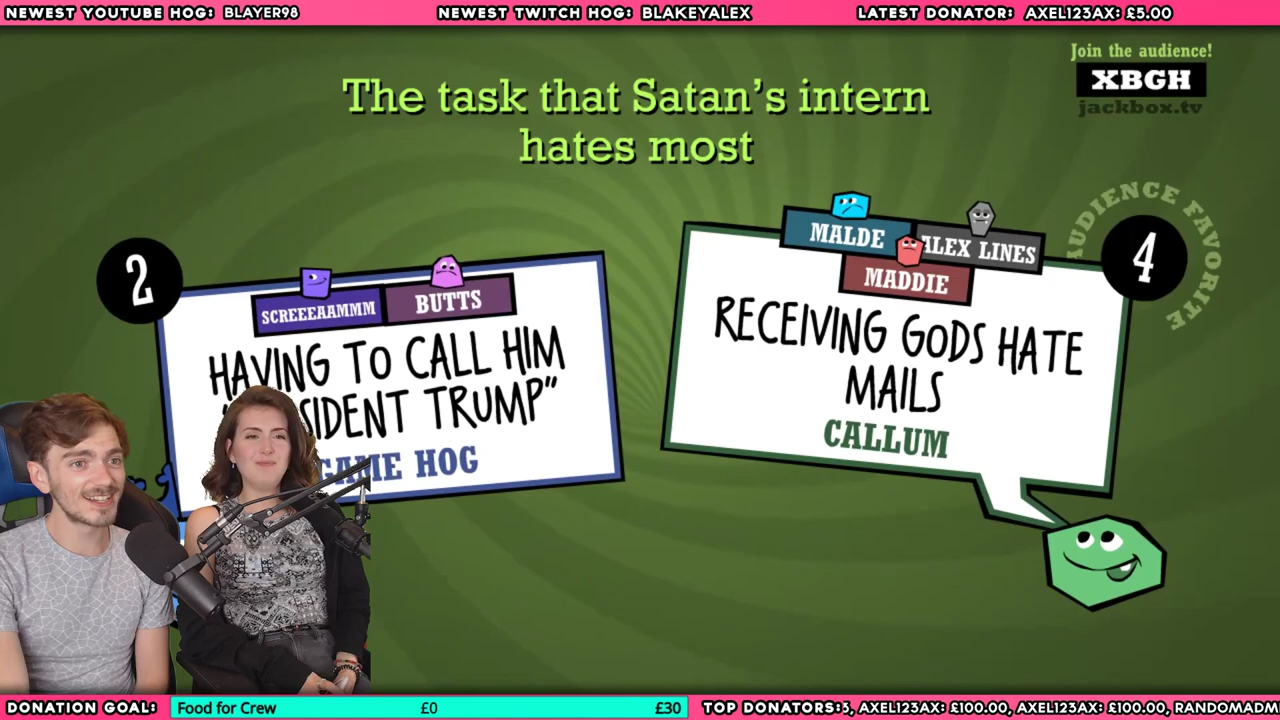 NEWEST YOUTUBE HOG: BLAYER98
NEWEST TWITCH HOG: BLAKEYALEX
LATEST DONATOR: AXEL123AX: £5.00
Join the audience!
XBGH
jackbox.tv
The task that Satan's intern
hates most
2
SCREEEAAMMM
BUTTS
HAVING TO CALL HIM
TRUMP"
GAME HOG
MALDE
ALEX LINES
MADDIE
AUDIENCE FAVORITE
4
RECEIVING GODS HATE
MAILS
CALLUM
DONATION GOAL:
Food for Crew
£0
£30
TOP DONATORS:
AXEL123AX: £100.00, AXEL123AX: £100.00,